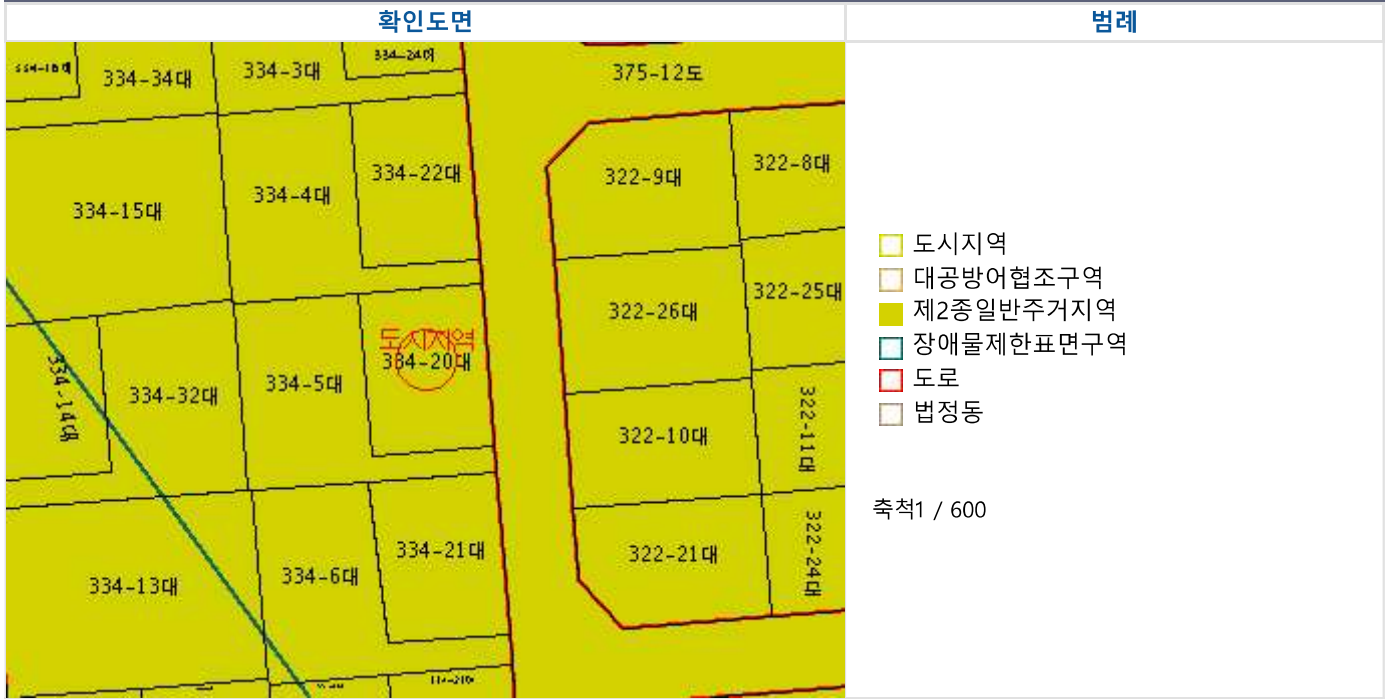 확인도면
범례
334-24대
375-12도
334-34대
334-3대
322-8대
334-22대
322-9대
334-4대
334-15대
도시지역
대공방어협조구역
322-25대
322-26대
제2종일반주거지역
도시지역
장애물제한표면구역
334-20대
334-5대
도로
334-32대
334-14대
법정동
322-10대
322-11대
축척1 / 600
334-21대
322-21대
322-24대
334-6대
334-13대